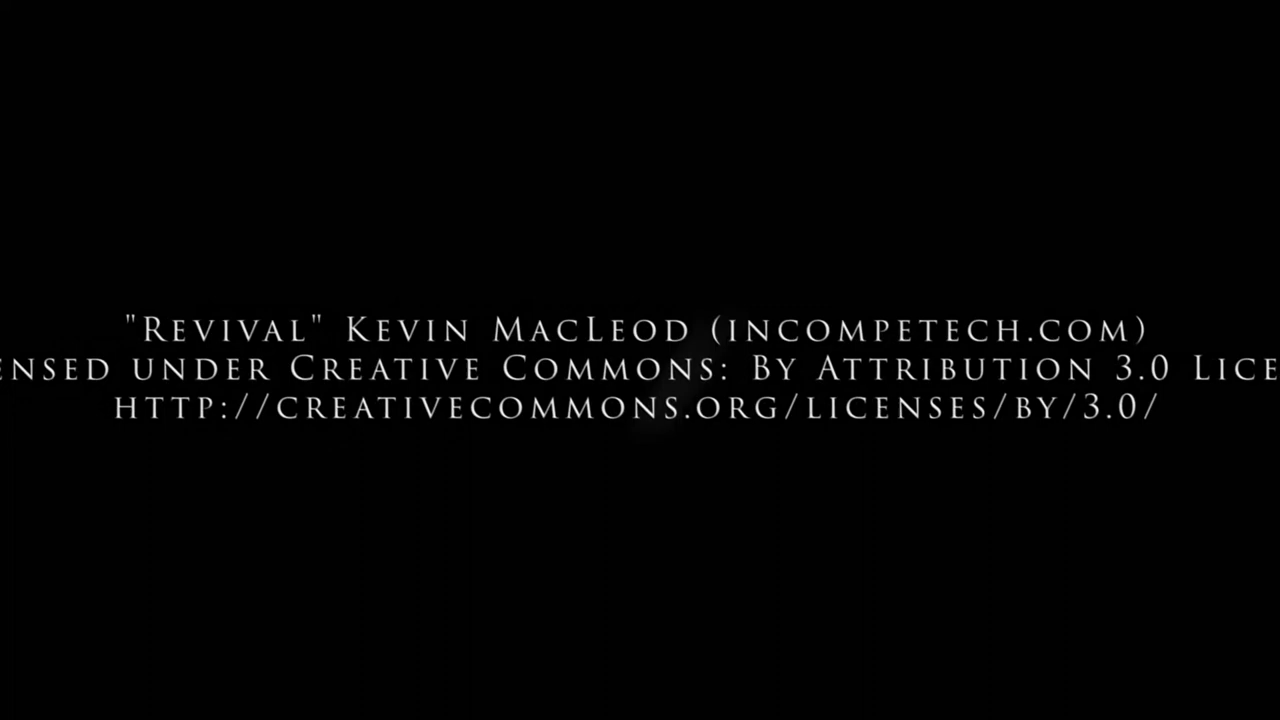 "Revival" Kevin MacLeod (incompetech.com)
ensed under Creative Commons: By Attribution 3.0 Lice
http://creativecommons.org/licenses/by/3.0/